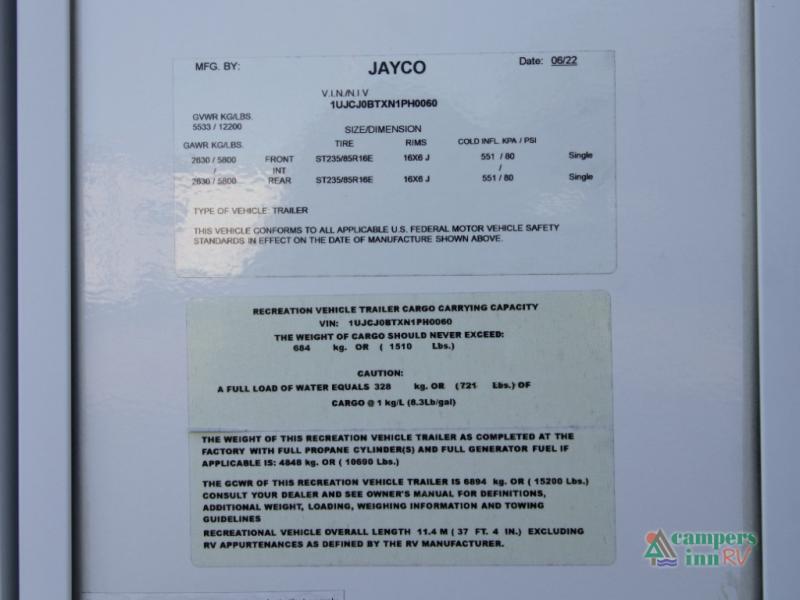 MFG. BY: JAYCO Date: 06/22
V.I.N./N.I.V
1UJCJ0BTXN1PH0060
GVWR KG/LBS.
5533 / 12200
SIZE/DIMENSION
GAWR KG/LBS. TIRE RIMS COLD INFL. KPA / PSI
2630 / 5800 FRONT ST235/85R16E 16X6 J 551 / 80 Single
/ INT /
2630 / 5800 REAR ST235/85R16E 16X6 J 551 / 80 Single
TYPE OF VEHICLE: TRAILER
THIS VEHICLE CONFORMS TO ALL APPLICABLE U.S. FEDERAL MOTOR VEHICLE SAFETY
STANDARDS IN EFFECT ON THE DATE OF MANUFACTURE SHOWN ABOVE.
RECREATION VEHICLE TRAILER CARGO CARRYING CAPACITY
VIN: 1UJCJ0BTXN1PH0060
THE WEIGHT OF CARGO SHOULD NEVER EXCEED:
684 kg. OR ( 1510 Lbs.)
CAUTION:
A FULL LOAD OF WATER EQUALS 328 kg. OR (721 Lbs.) OF
CARGO @ 1 kg/L (8.3Lb/gal)
THE WEIGHT OF THIS RECREATION VEHICLE TRAILER AS COMPLETED AT THE
FACTORY WITH FULL PROPANE CYLINDER(S) AND FULL GENERATOR FUEL IF
APPLICABLE IS: 4848 kg. OR ( 10690 Lbs.)
THE GCWR OF THIS RECREATION VEHICLE TRAILER IS 6894 kg. OR ( 15200 Lbs.)
CONSULT YOUR DEALER AND SEE OWNER'S MANUAL FOR DEFINITIONS,
ADDITIONAL WEIGHT, LOADING, WEIGHING INFORMATION AND TOWING
GUIDELINES
RECREATIONAL VEHICLE OVERALL LENGTH 11.4 M ( 37 FT. 4 IN.) EXCLUDING
RV APPURTENANCES AS DEFINED BY THE RV MANUFACTURER.
campers
inn RV